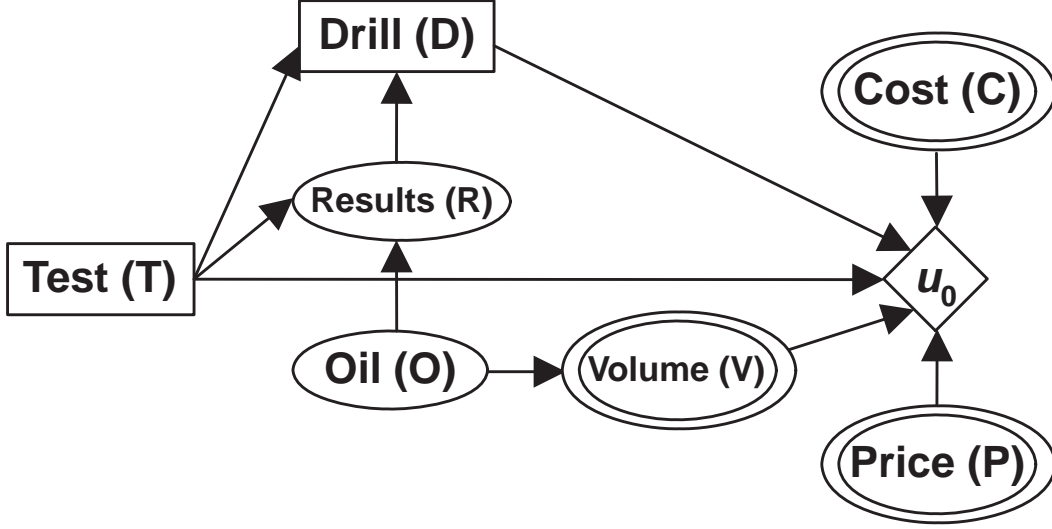 Drill (D)
Cost (C)
Results (R)
Test (T)
u0
Oil (O)
Volume (V)
Price (P)